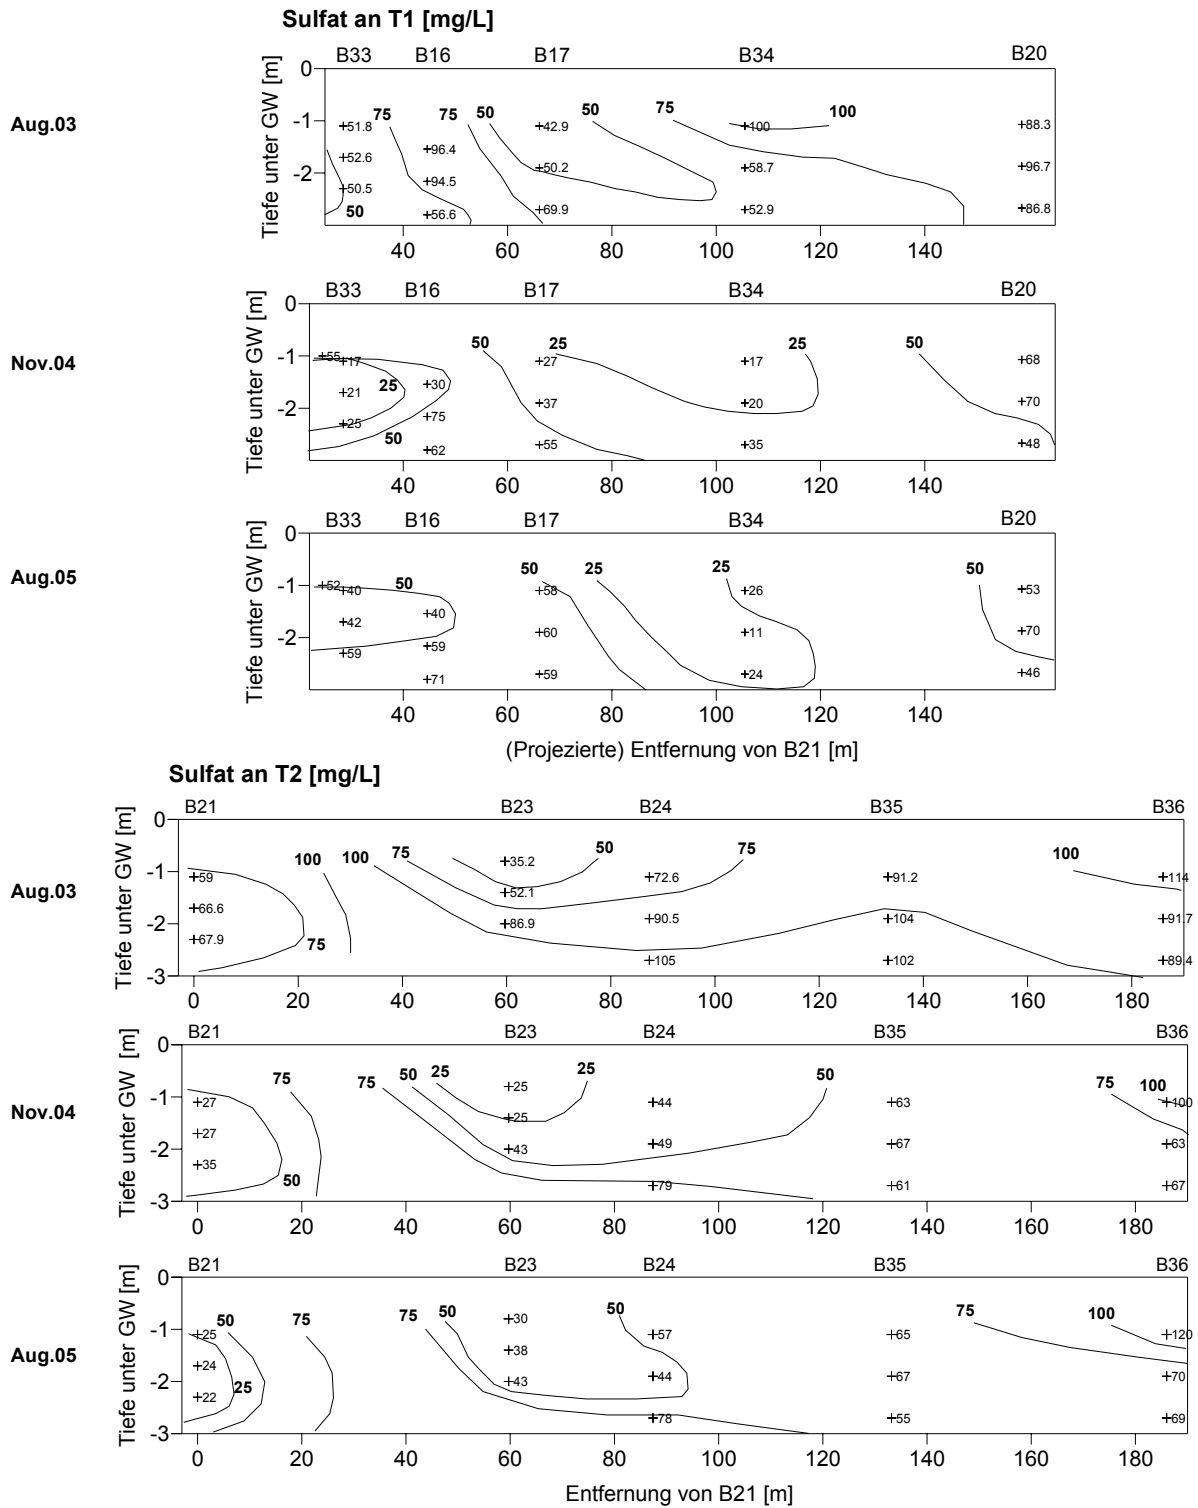 Sulfat an T1 [mg/L]
B33 B16 B17 B34 B20
Aug.03
Tiefe unter GW [m]
0
-1
-2
75 75 50 50 75 100
51.8 96.4 42.9 100 88.3
52.6 94.5 50.2 58.7 96.7
50.5 56.6 69.9 52.9 86.8
50
40 60 80 100 120 140
B33 B16 B17 B34 B20
Nov.04
Tiefe unter GW [m]
0
-1
-2
50 25 25 50
55 17 30 27 17 68
21 25 75 37 20 70
25 50 62 55 35 48
40 60 80 100 120 140
B33 B16 B17 B34 B20
Aug.05
Tiefe unter GW [m]
0
-1
-2
50 50 25 25 50
52 40 40 58 26 53
42 59 60 11 70
59 71 59 24 46
40 60 80 100 120 140
(Projezierte) Entfernung von B21 [m]
Sulfat an T2 [mg/L]
B21 B23 B24 B35 B36
Aug.03
Tiefe unter GW [m]
0
-1
-2
-3
100 100 75 50 75 100
59 35.2 72.6 91.2 114
66.6 52.1 90.5 104 91.7
67.9 75 86.9 105 102 89.4
0 20 40 60 80 100 120 140 160 180
B21 B23 B24 B35 B36
Nov.04
Tiefe unter GW [m]
0
-1
-2
-3
75 75 50 25 25 50 75 100
27 25 44 63 100
27 25 49 67 63
35 50 43 79 61 67
0 20 40 60 80 100 120 140 160 180
B21 B23 B24 B35 B36
Aug.05
Tiefe unter GW [m]
0
-1
-2
-3
50 75 75 50 50 75 100
25 30 57 65 120
24 38 44 67 70
22 25 43 78 55 69
0 20 40 60 80 100 120 140 160 180
Entfernung von B21 [m]